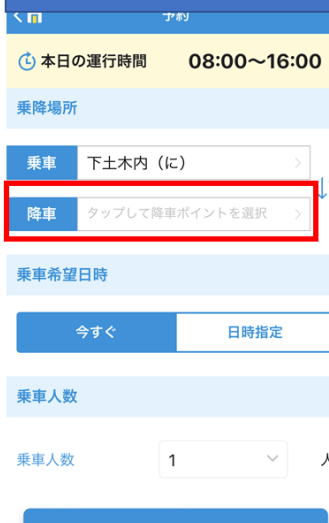 予約
本日の運行時間 08:00〜16:00
乗降場所
乗車 下土木内（に）
降車 タップして降車ポイントを選択
乗車希望日時
今すぐ 日時指定
乗車人数
乗車人数 1 人